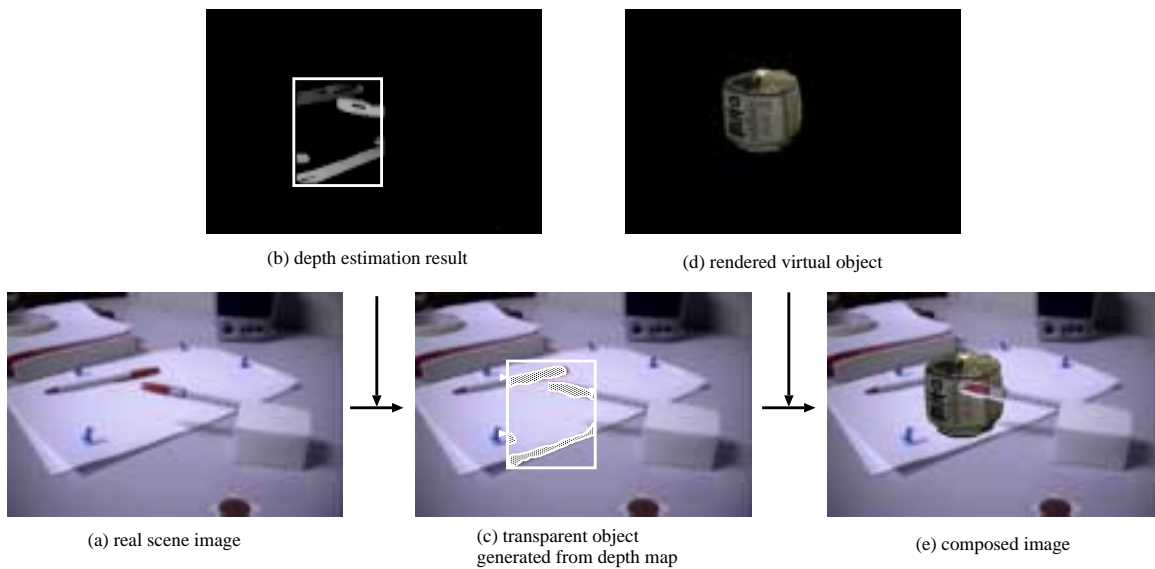 (b) depth estimation result
(d) rendered virtual object
(a) real scene image
(c) transparent object
generated from depth map
(e) composed image